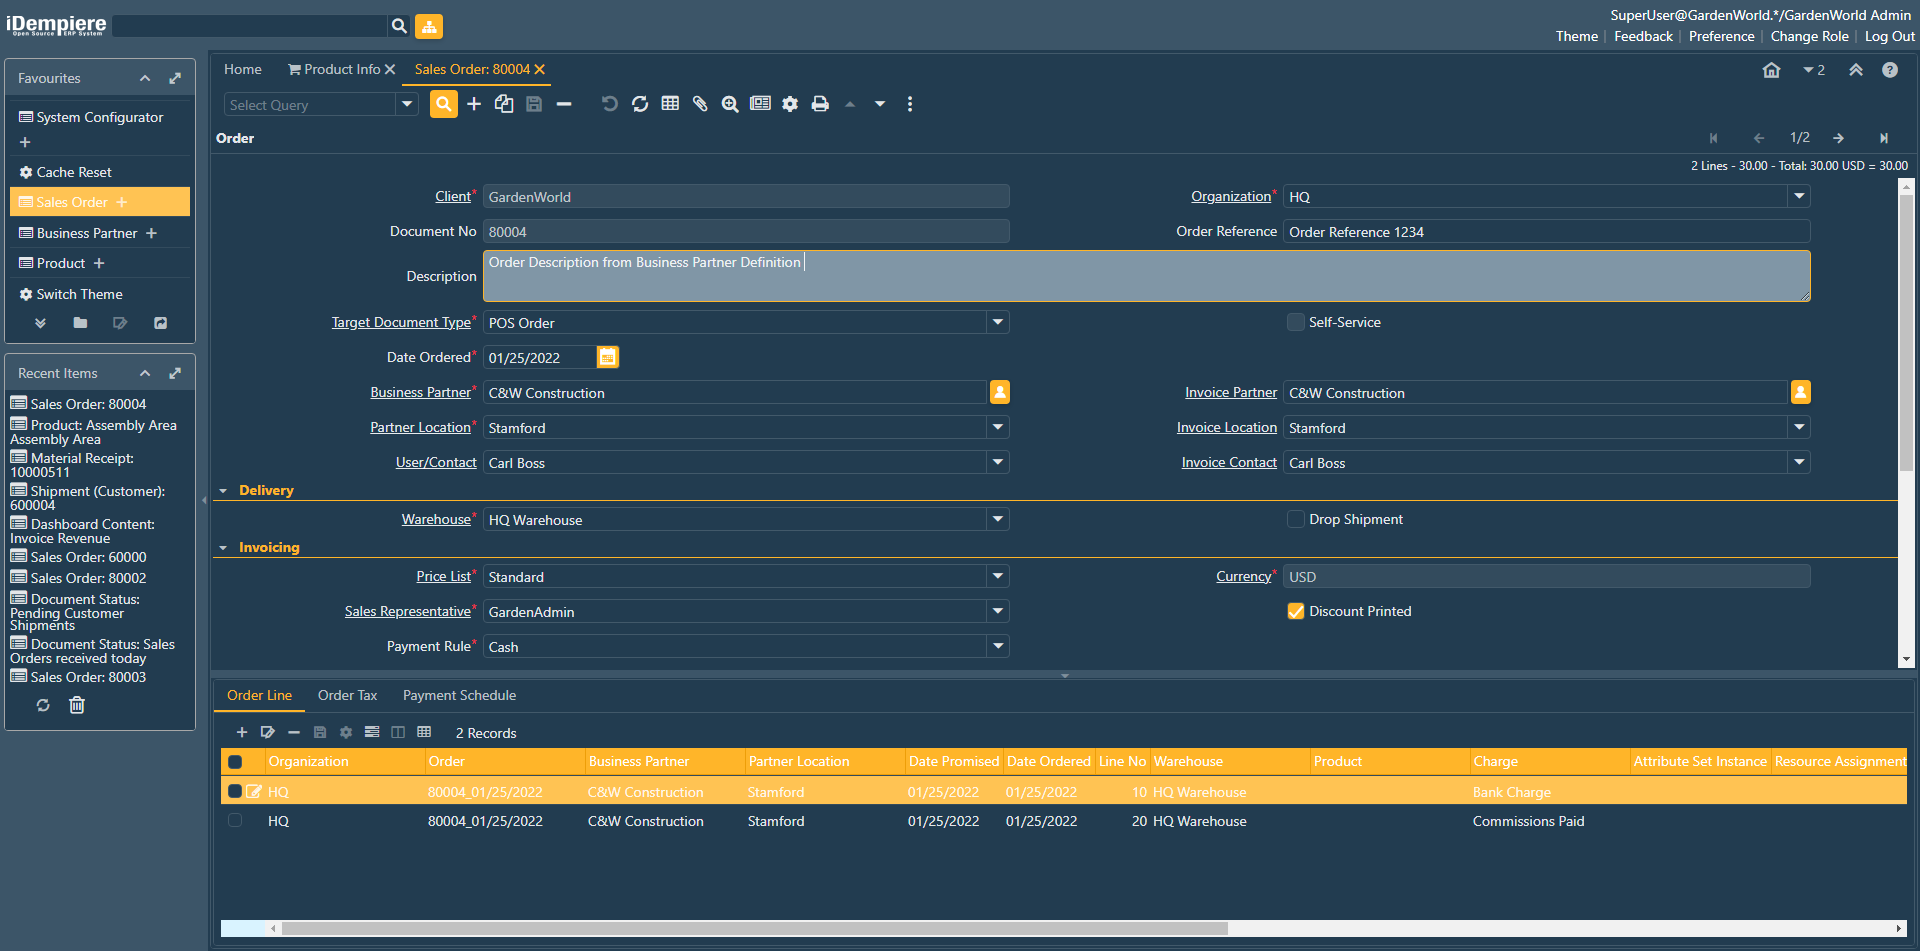 iDempiere
Open Source ERP System
SuperUser@GardenWorld.*/GardenWorld Admin
Theme | Feedback | Preference | Change Role | Log Out
Favourites
System Configurator
Cache Reset
Sales Order
Business Partner
Product
Switch Theme
Recent Items
Sales Order: 80004
Product: Assembly Area
Assembly Area
Material Receipt:
10000511
Shipment (Customer):
600004
Dashboard Content:
Invoice Revenue
Sales Order: 60000
Sales Order: 80002
Document Status:
Pending Customer
Shipments
Document Status: Sales
Orders received today
Sales Order: 80003
Home Product Info Sales Order: 80004
2
Select Query
Order
1/2
2 Lines - 30.00 - Total: 30.00 USD = 30.00
Client* GardenWorld Organization* HQ
Document No 80004 Order Reference Order Reference 1234
Description Order Description from Business Partner Definition
Target Document Type* POS Order Self-Service
Date Ordered* 01/25/2022
Business Partner* C&W Construction Invoice Partner C&W Construction
Partner Location* Stamford Invoice Location Stamford
User/Contact Carl Boss Invoice Contact Carl Boss
Delivery
Warehouse* HQ Warehouse Drop Shipment
Invoicing
Price List* Standard Currency* USD
Sales Representative* GardenAdmin Discount Printed
Payment Rule* Cash
Order Line Order Tax Payment Schedule
2 Records
Organization Order Business Partner Partner Location Date Promised Date Ordered Line No Warehouse Product Charge Attribute Set Instance Resource Assignment
HQ 80004_01/25/2022 C&W Construction Stamford 01/25/2022 01/25/2022 10 HQ Warehouse Bank Charge
HQ 80004_01/25/2022 C&W Construction Stamford 01/25/2022 01/25/2022 20 HQ Warehouse Commissions Paid